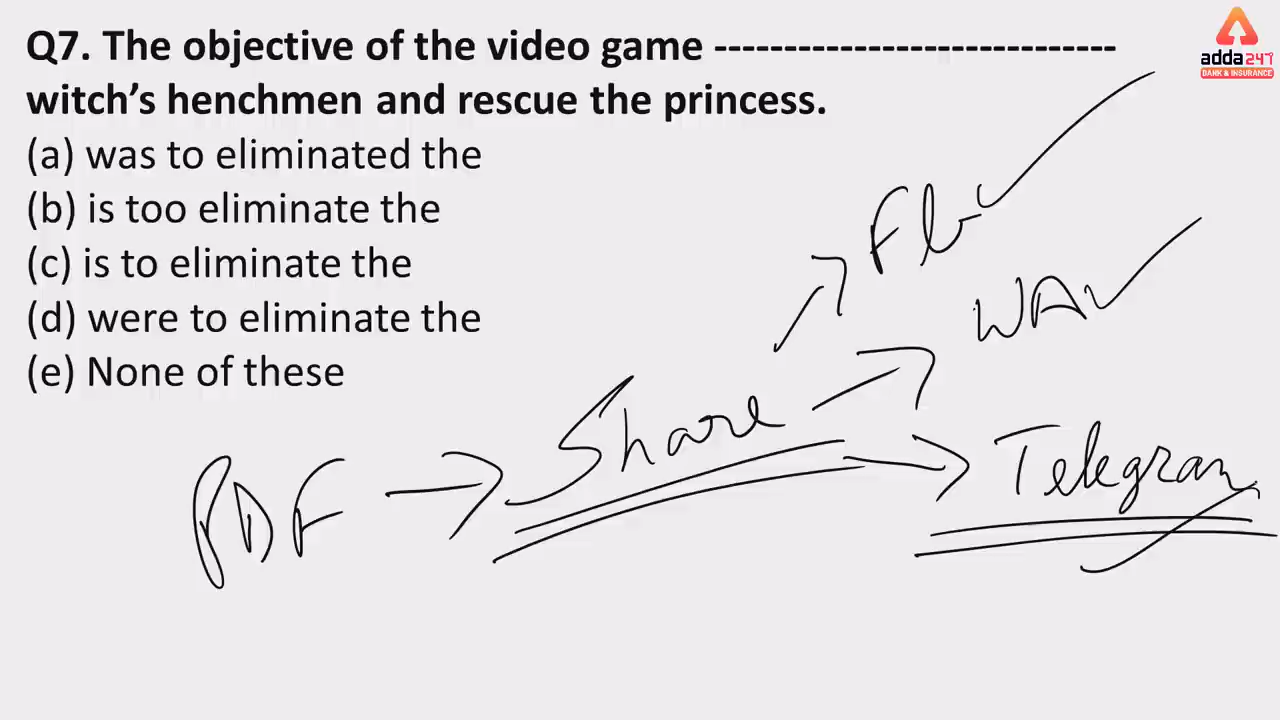 Q7. The objective of the video game ----------------------------
witch's henchmen and rescue the princess.
(a) was to eliminated the
(b) is too eliminate the
(c) is to eliminate the
(d) were to eliminate the
(e) None of these
adda247
BANK & INSURANCE
Fb
WA
PDF → Share
Telegram